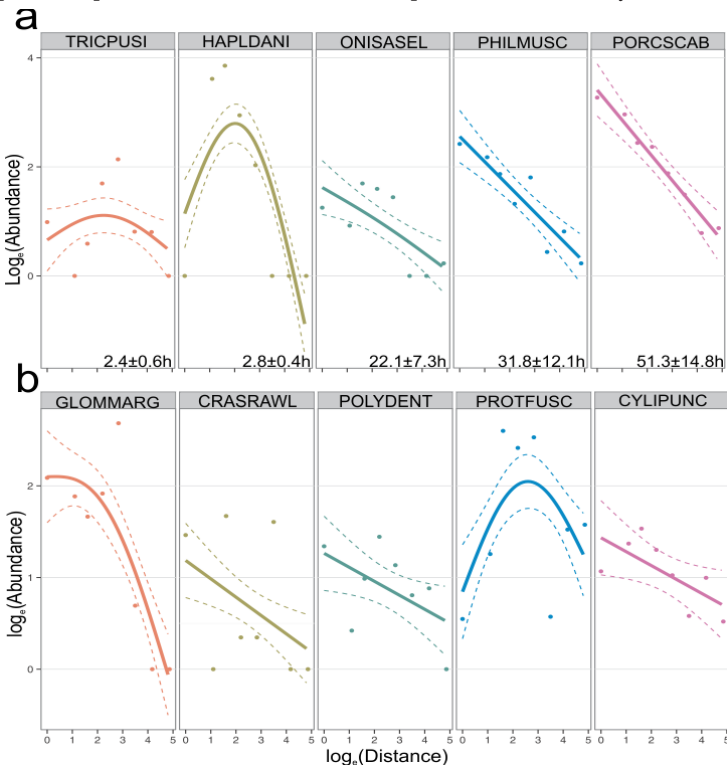 a
TRICPUSI HAPLDANI ONISASEL PHILMUSC PORCSCAB
4
2
0
Logₑ(Abundance)
2.4±0.6h 2.8±0.4h 22.1±7.3h 31.8±12.1h 51.3±14.8h
b
GLOMMARG CRASRAWL POLYDENT PROTFUSC CYLIPUNC
2
1
0
logₑ(Abundance)
0 1 2 3 4 5 0 1 2 3 4 5 0 1 2 3 4 5 0 1 2 3 4 5 0 1 2 3 4 5
logₑ(Distance)